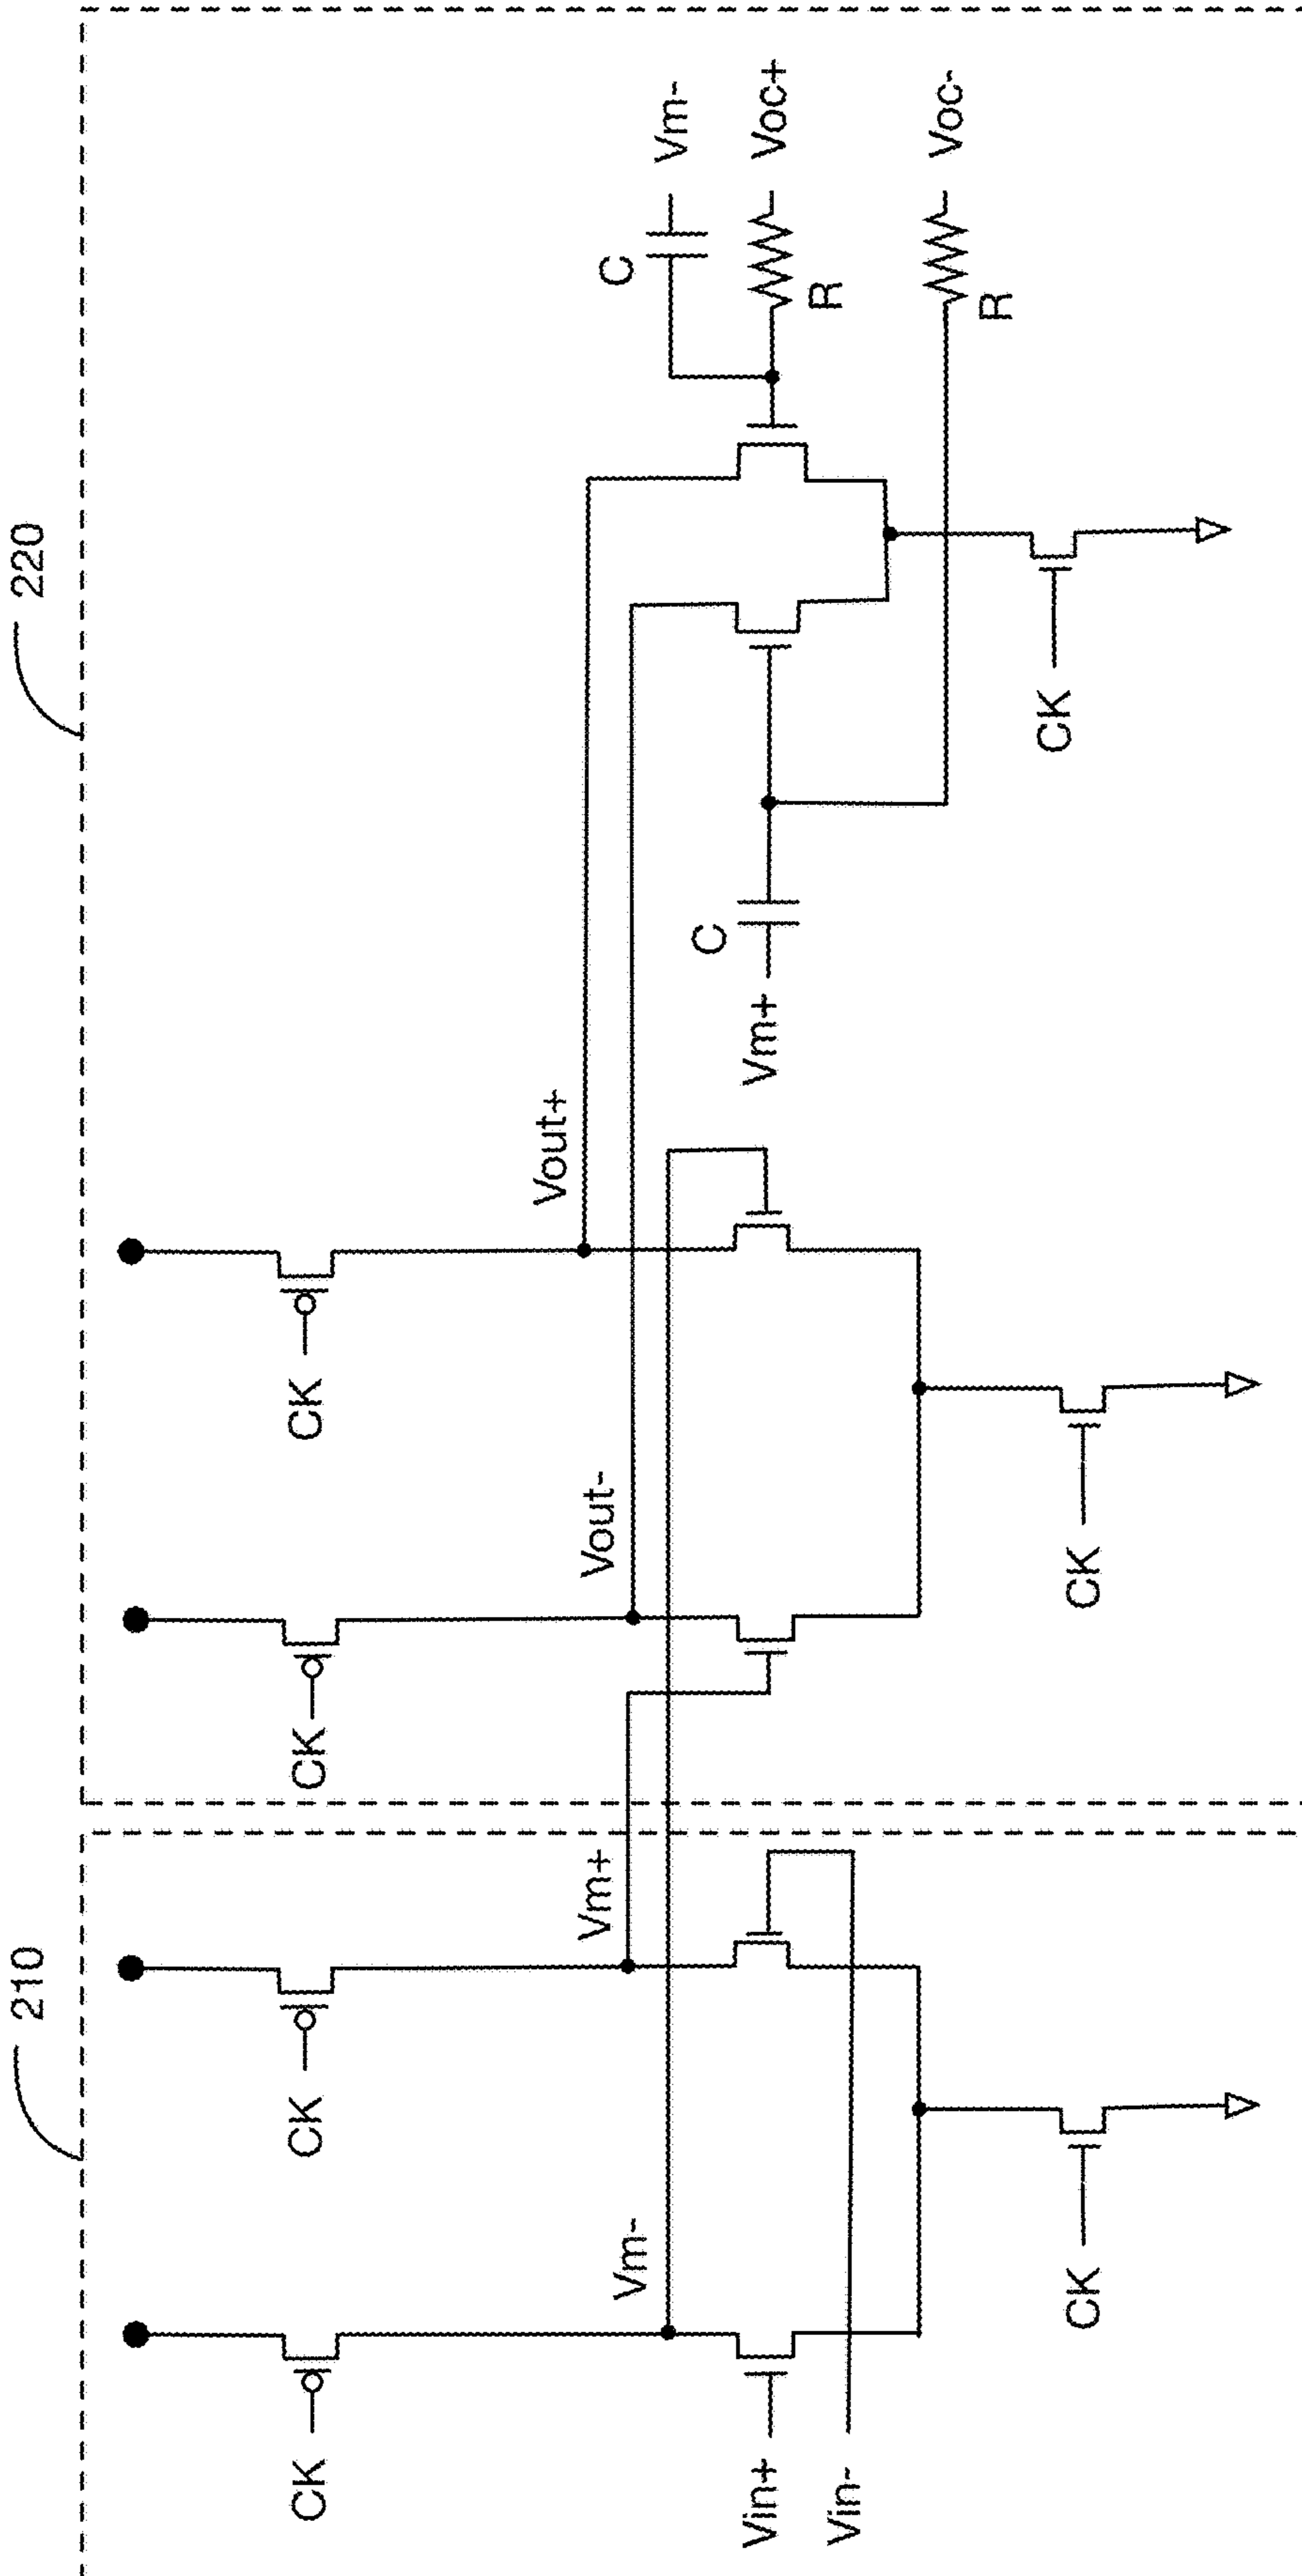 210
220
CK
CK
CK
CK
Vm-
Vm+
Vout-
Vout+
Vin+
Vin-
CK
CK
CK
Vm+
C
C
Vm-
Voc+
R
Voc-
R